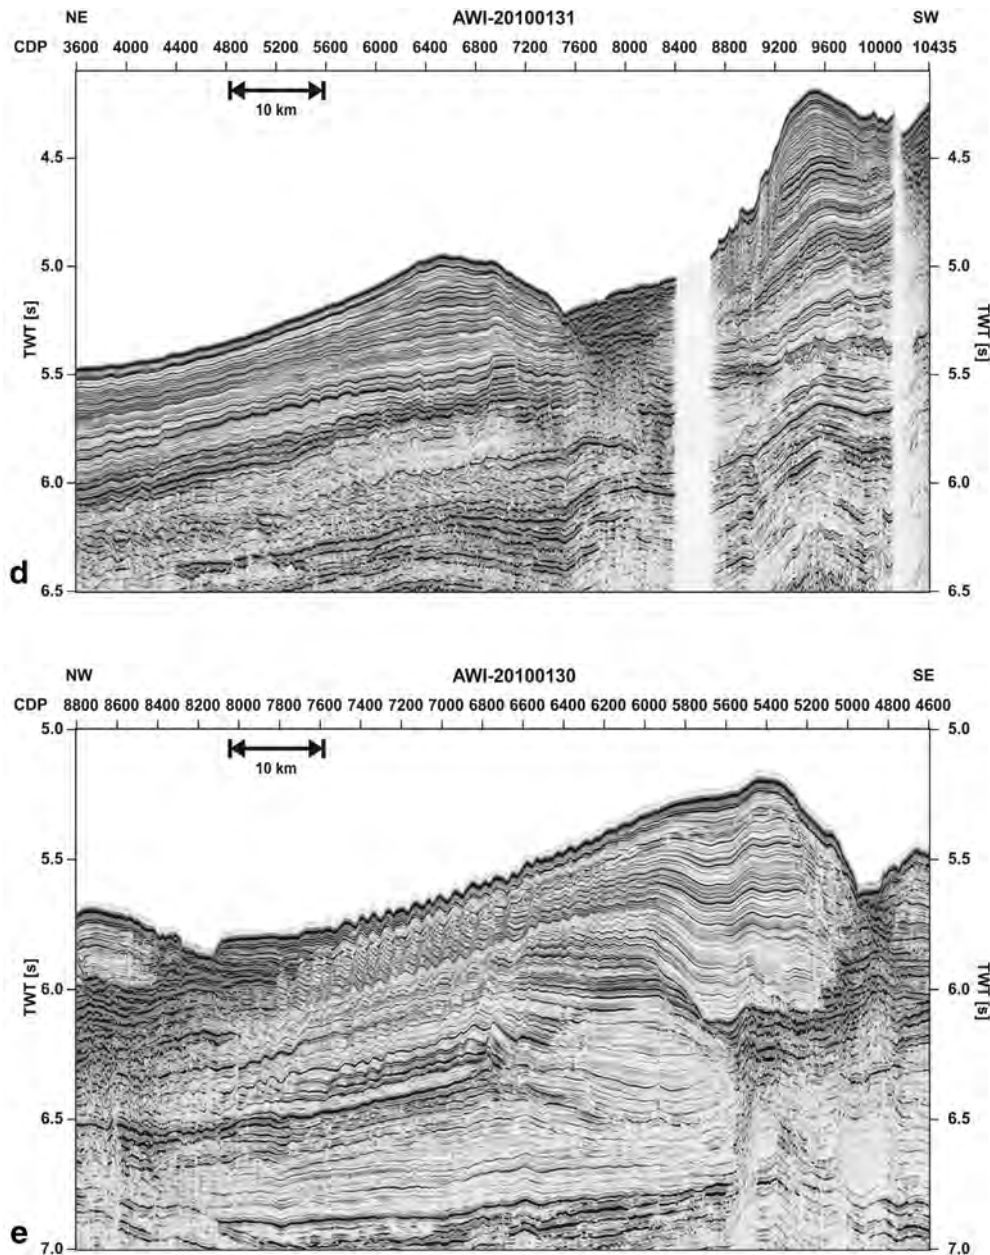 NE AWI-20100131 SW
CDP 3600 4000 4400 4800 5200 5600 6000 6400 6800 7200 7600 8000 8400 8800 9200 9600 10000 10435
10 km
4.5 4.5
5.0 5.0
TWT [s] TWT [s]
5.5 5.5
6.0 6.0
d
6.5 6.5
NW AWI-20100130 SE
CDP 8800 8600 8400 8200 8000 7800 7600 7400 7200 7000 6800 6600 6400 6200 6000 5800 5600 5400 5200 5000 4800 4600
5.0 5.0
10 km
5.5 5.5
TWT [s] TWT [s]
6.0 6.0
6.5 6.5
e
7.0 7.0